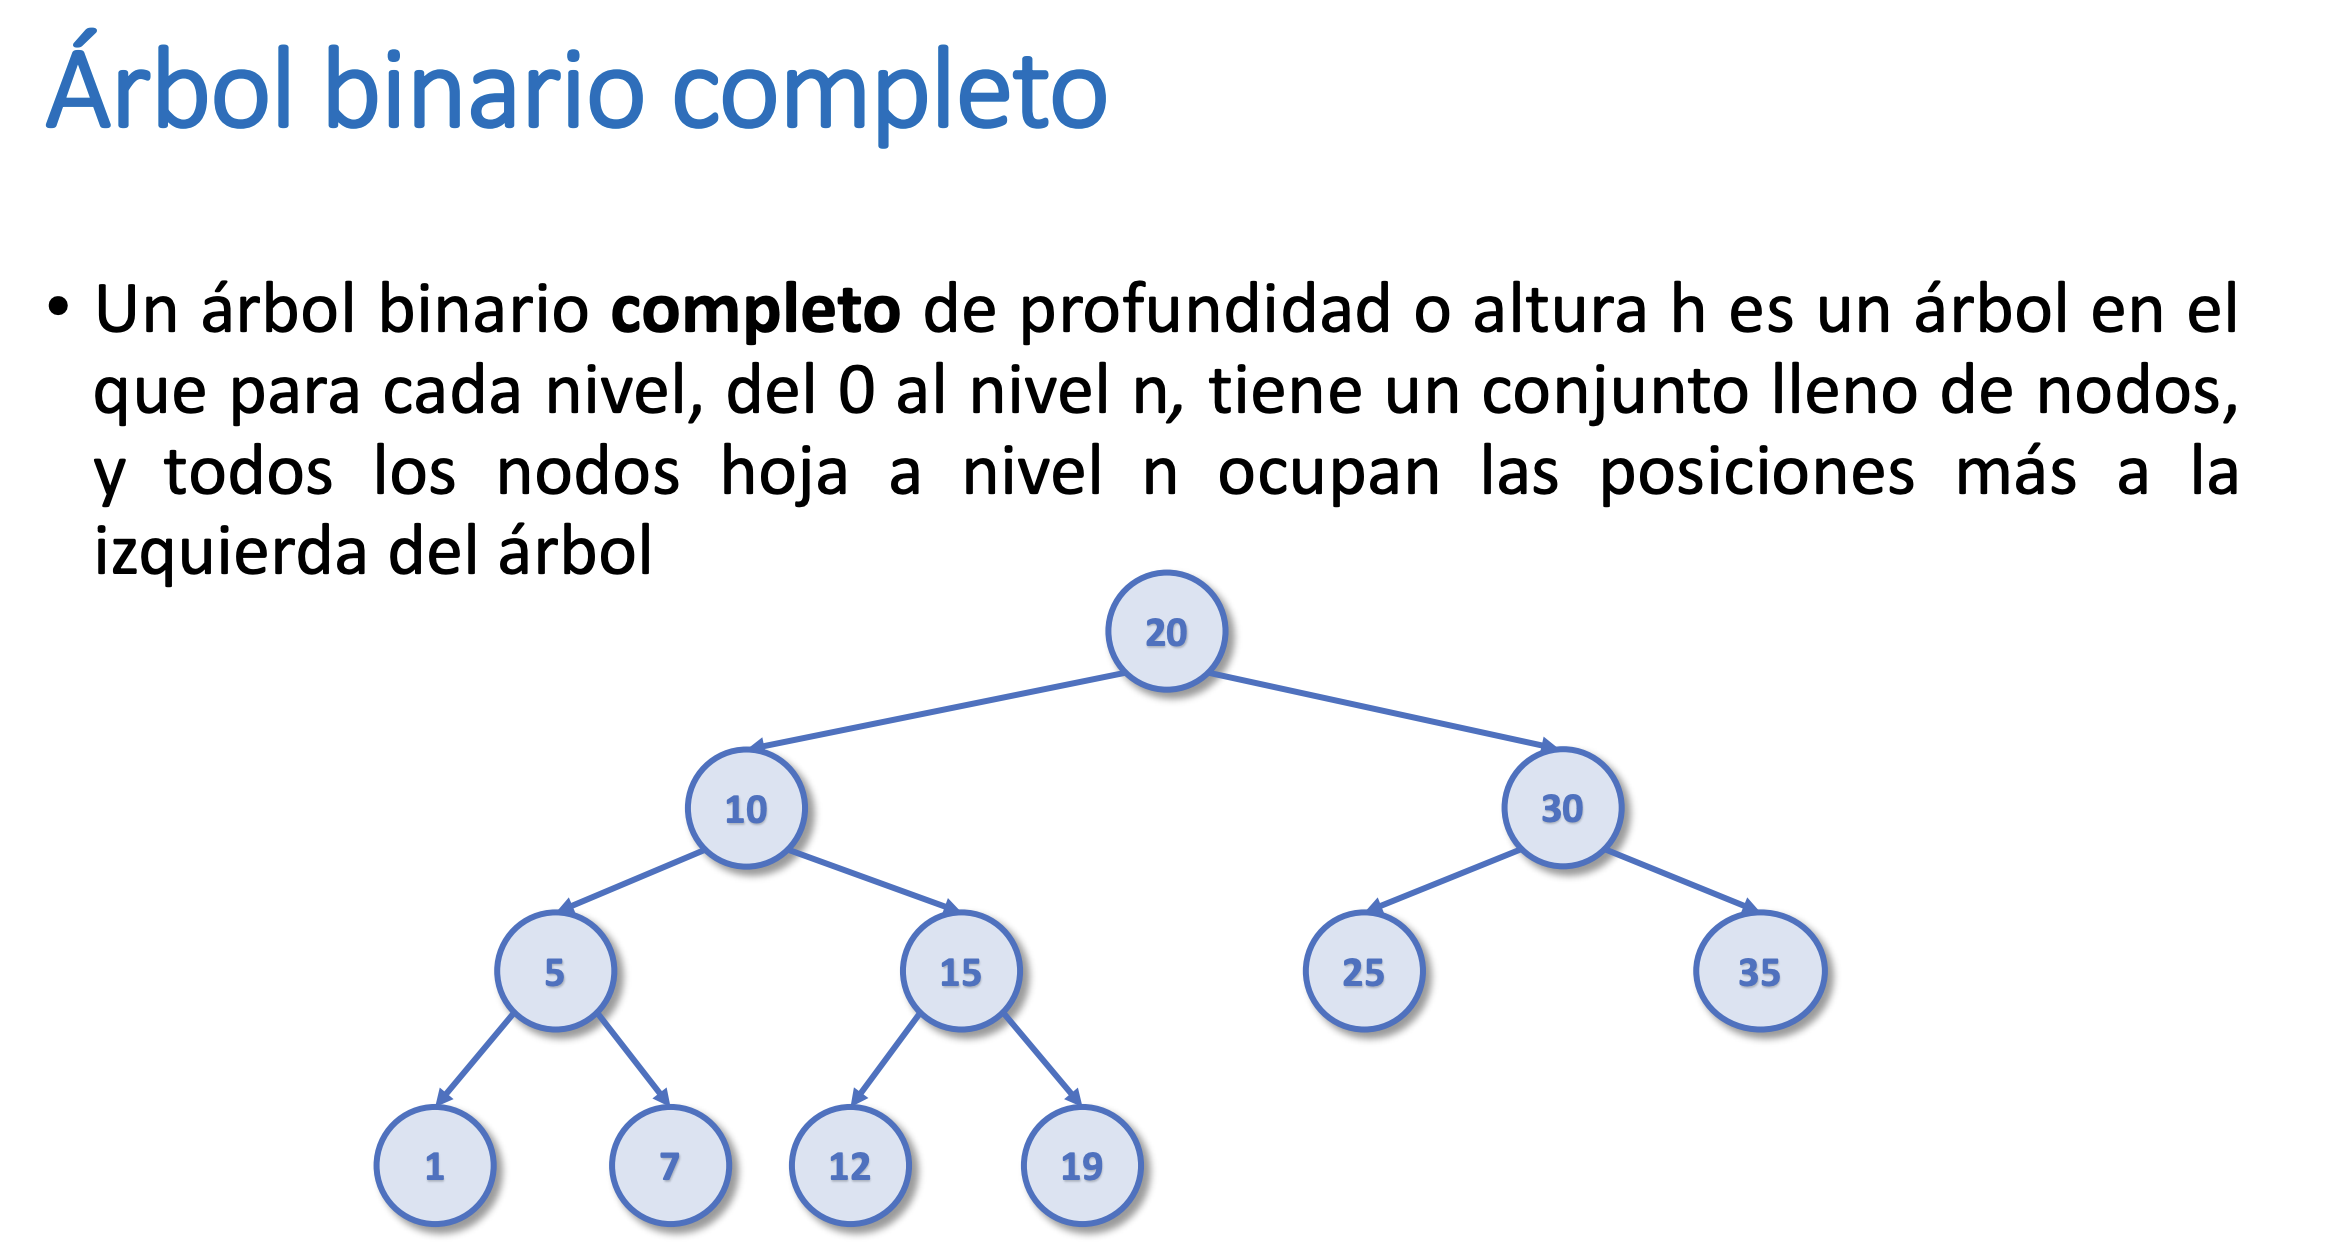 Árbol binario completo
• Un árbol binario completo de profundidad o altura h es un árbol en el
que para cada nivel, del 0 al nivel n, tiene un conjunto lleno de nodos,
y todos los nodos hoja a nivel n ocupan las posiciones más a la
izquierda del árbol
20
10 30
5 15 25 35
1 7 12 19